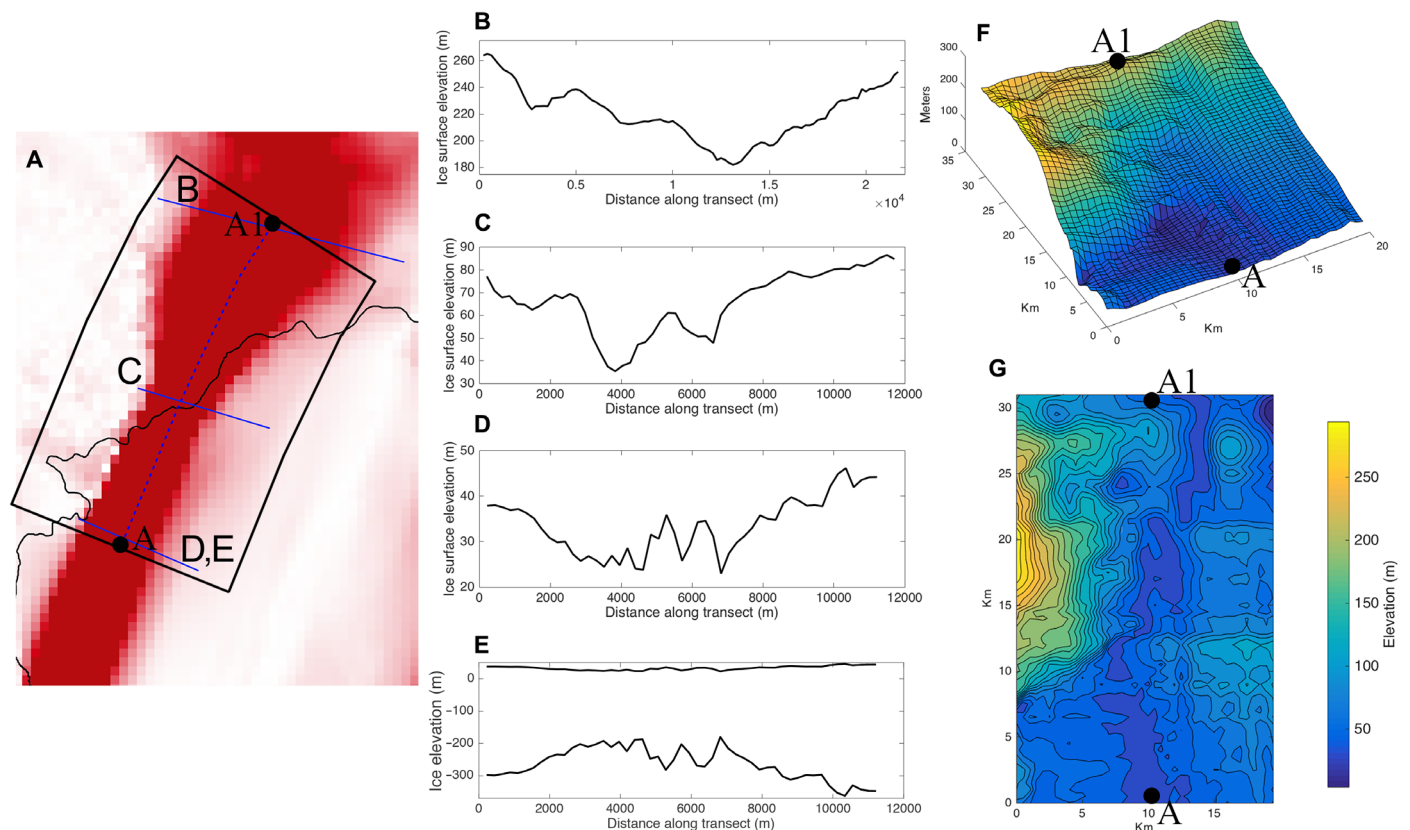 A
B
A1
C
A
D,E
B
Ice surface elevation (m)
260
240
220
200
180
0
0.5
1
1.5
2
×10⁴
Distance along transect (m)
C
Ice surface elevation (m)
90
80
70
60
50
40
30
0
2000
4000
6000
8000
10000
12000
Distance along transect (m)
D
Ice surface elevation (m)
50
40
30
20
0
2000
4000
6000
8000
10000
12000
Distance along transect (m)
E
Ice elevation (m)
0
−100
−200
−300
0
2000
4000
6000
8000
10000
12000
Distance along transect (m)
F
A1
Meters
300
200
100
0
35
30
25
20
15
10
5
0
Km
0
5
10
15
20
Km
A
G
A1
30
25
20
15
10
5
0
Km
0
5
10
15
Km
A
250
200
150
100
50
Elevation (m)